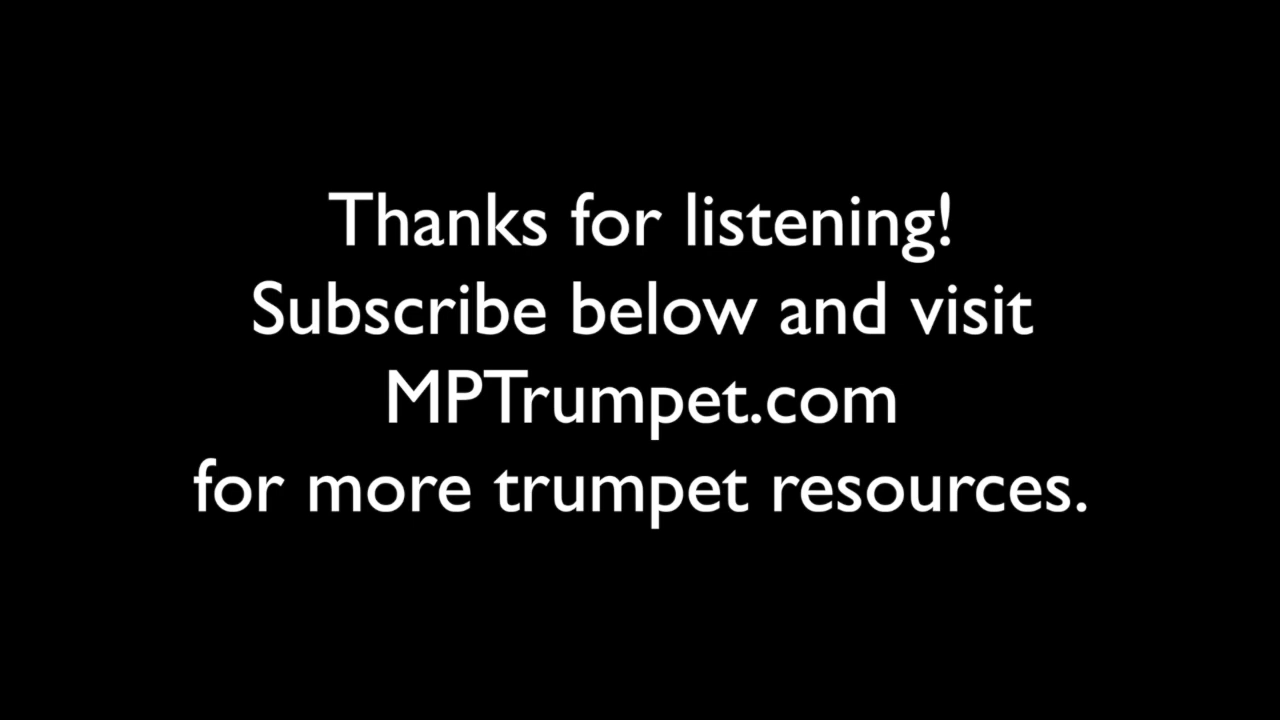 Thanks for listening!
Subscribe below and visit
MPTrumpet.com
for more trumpet resources.